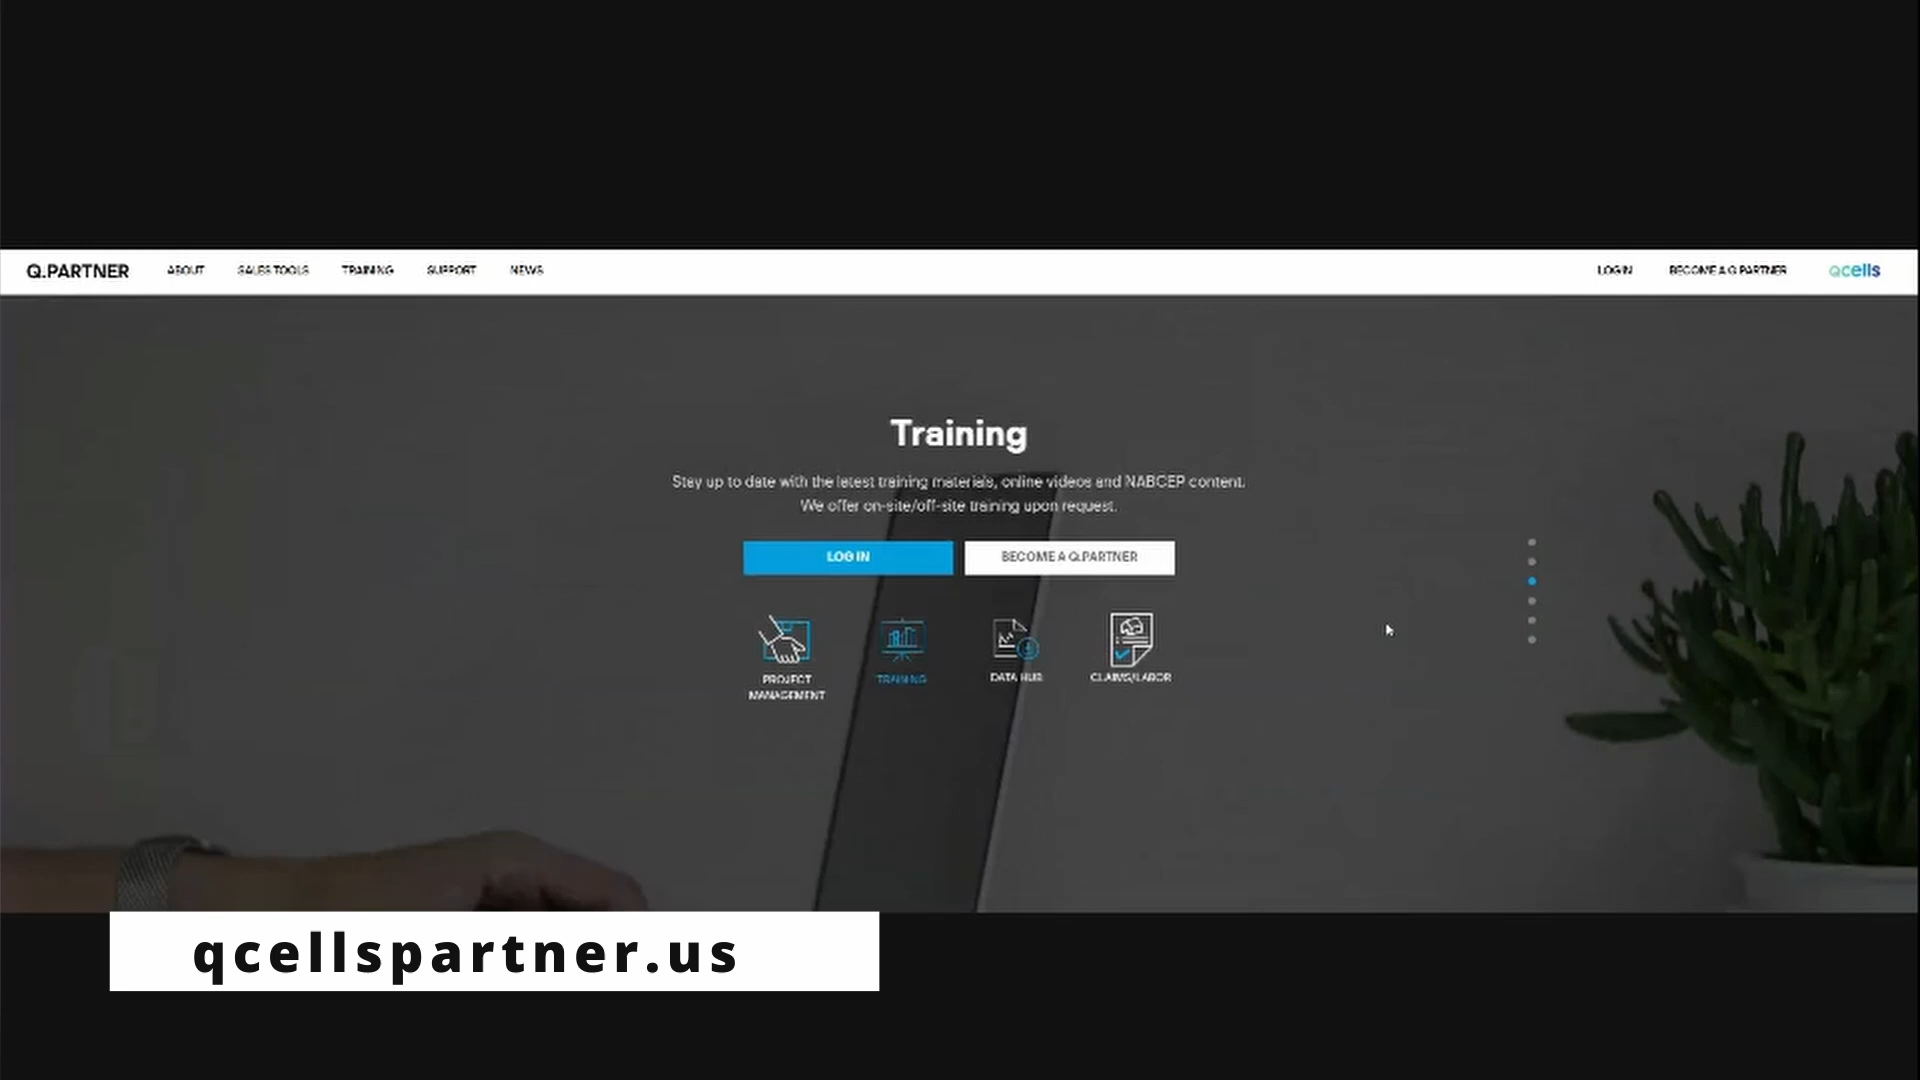 Q.PARTNER ABOUT SALES TOOLS TRAINING SUPPORT NEWS LOGIN BECOME A Q.PARTNER qcells
Training
Stay up to date with the latest training materials, online videos and NABCEP content.
We offer on-site/off-site training upon request.
LOG IN BECOME A Q.PARTNER
PROJECT MANAGEMENT
TRAINING
DATA HUB
CLAIMS/LABOR
qcellspartner.us